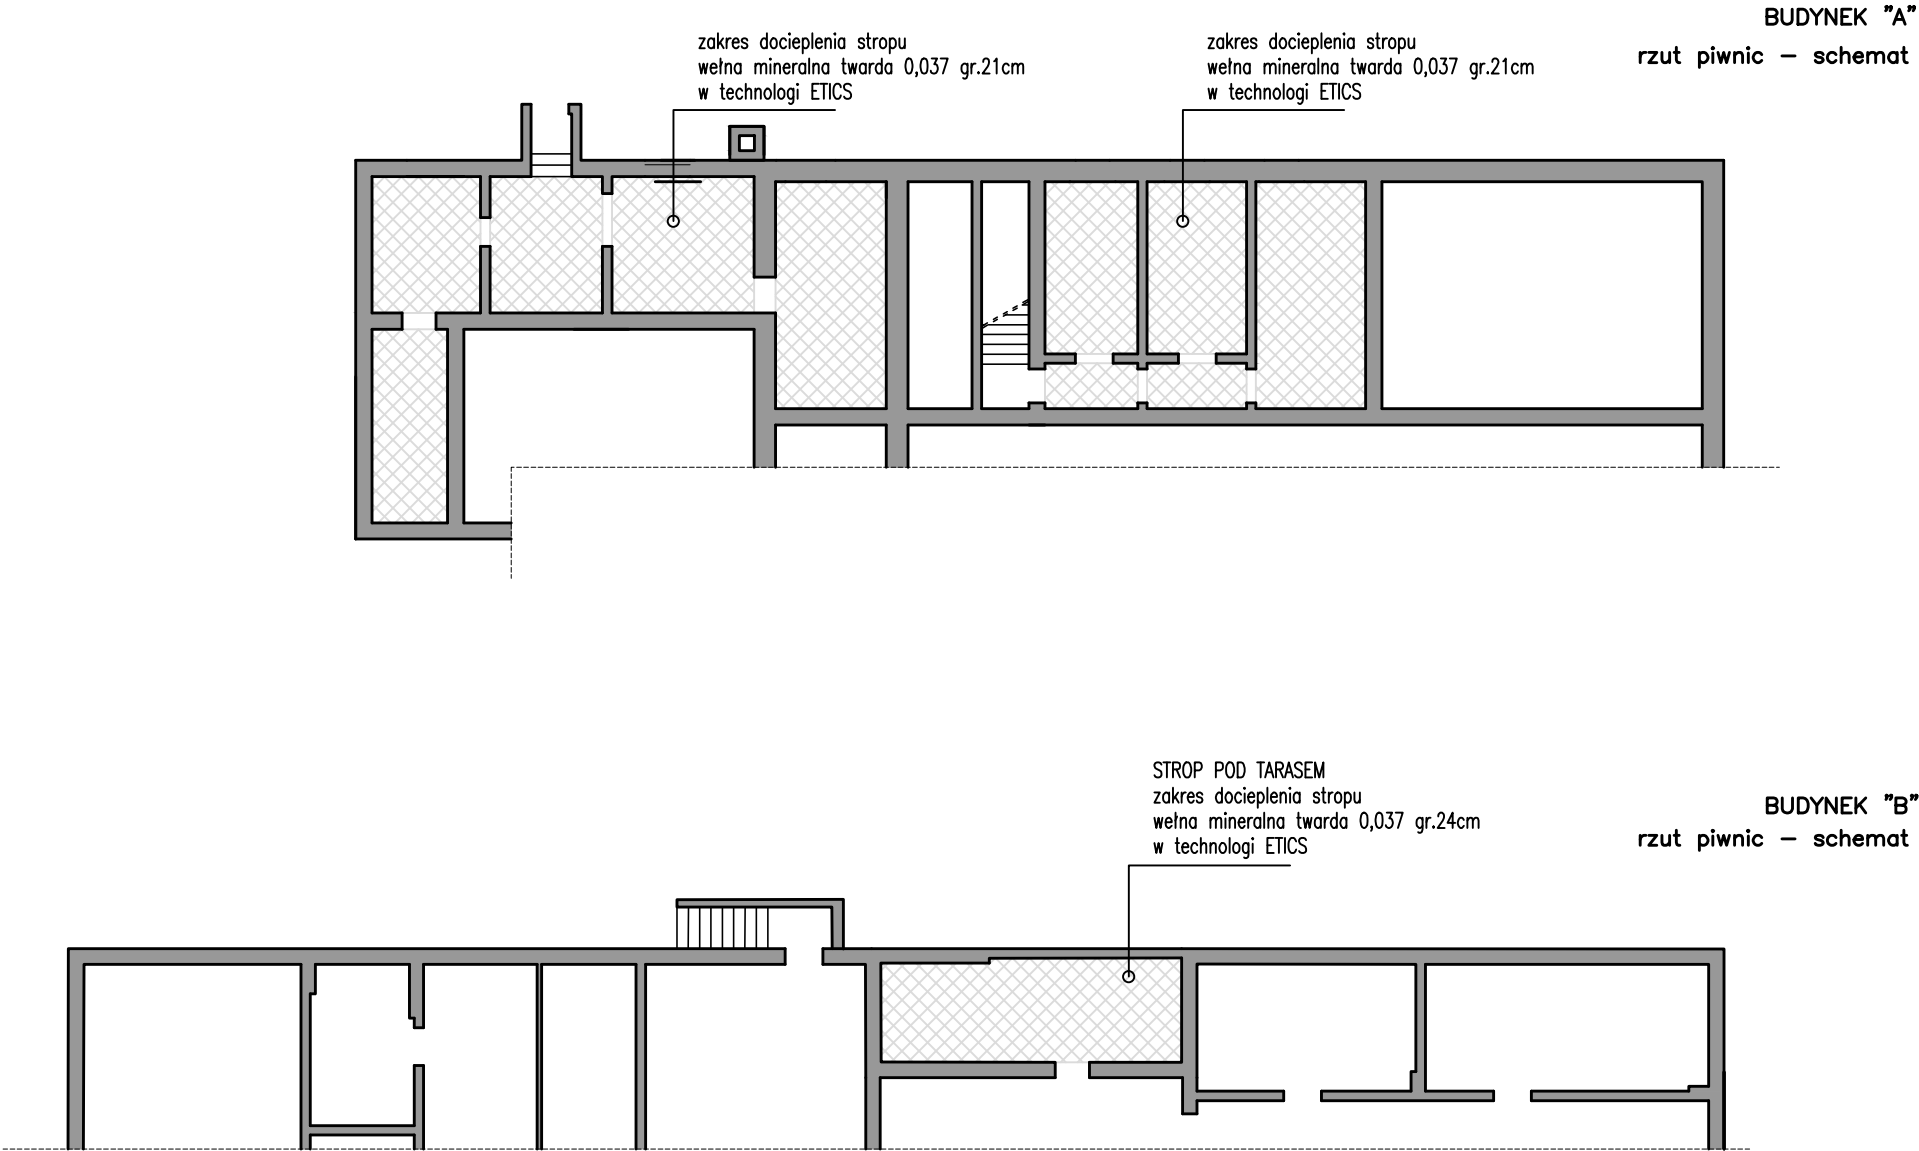 BUDYNEK "A"
rzut piwnic – schemat
zakres docieplenia stropu
wełna mineralna twarda 0,037 gr.21cm
w technologi ETICS
zakres docieplenia stropu
wełna mineralna twarda 0,037 gr.21cm
w technologi ETICS
STROP POD TARASEM
zakres docieplenia stropu
wełna mineralna twarda 0,037 gr.24cm
w technologi ETICS
BUDYNEK "B"
rzut piwnic – schemat